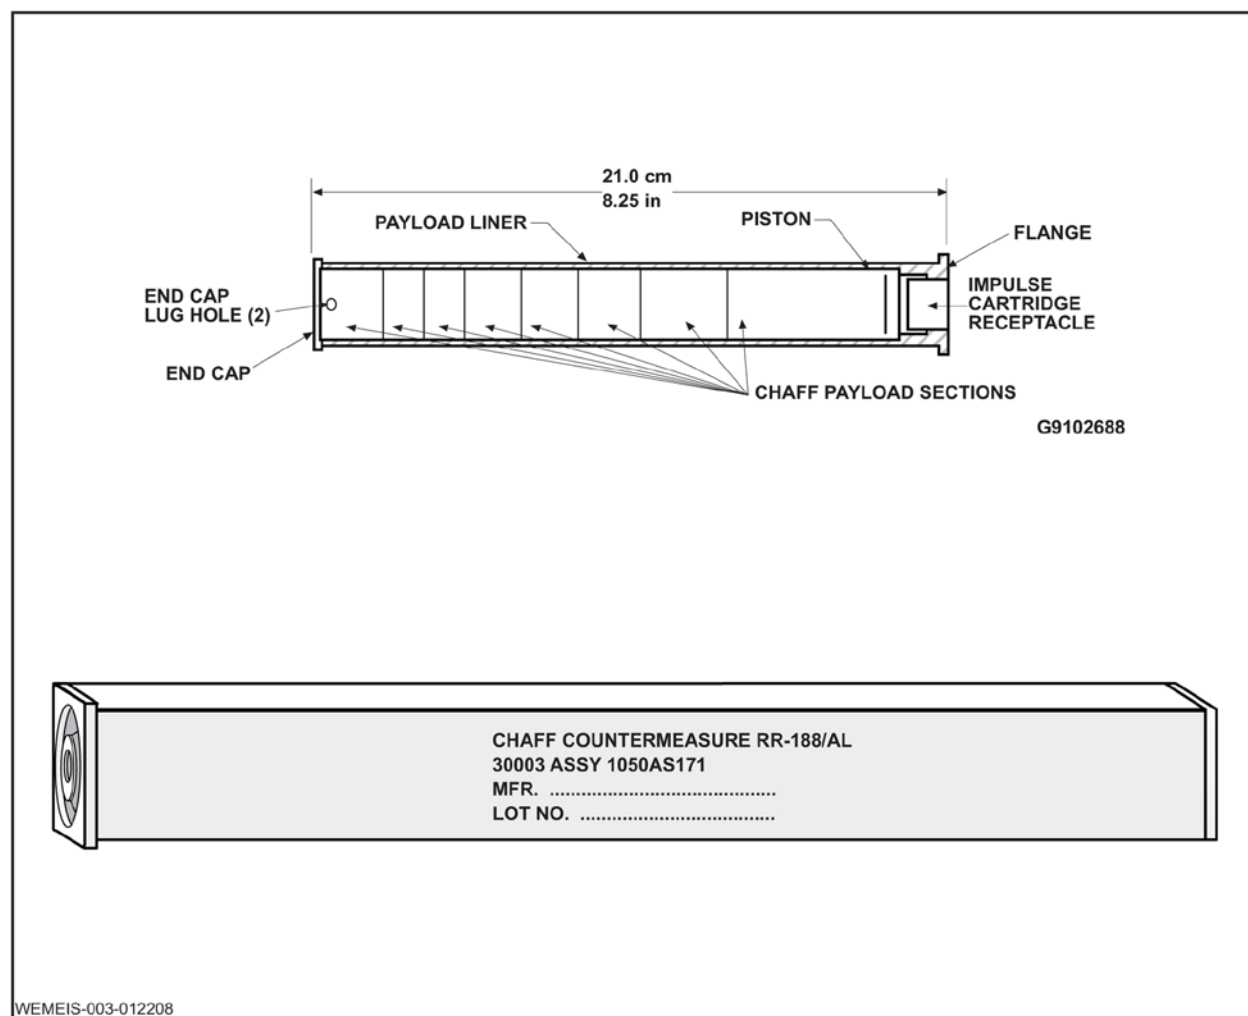 21.0 cm
8.25 in
PAYLOAD LINER
PISTON
FLANGE
END CAP
LUG HOLE (2)
IMPULSE
CARTRIDGE
RECEPTACLE
END CAP
CHAFF PAYLOAD SECTIONS
G9102688
CHAFF COUNTERMEASURE RR-188/AL
30003 ASSY 1050AS171
MFR. ...........................................
LOT NO. .....................................
WEMEIS-003-012208